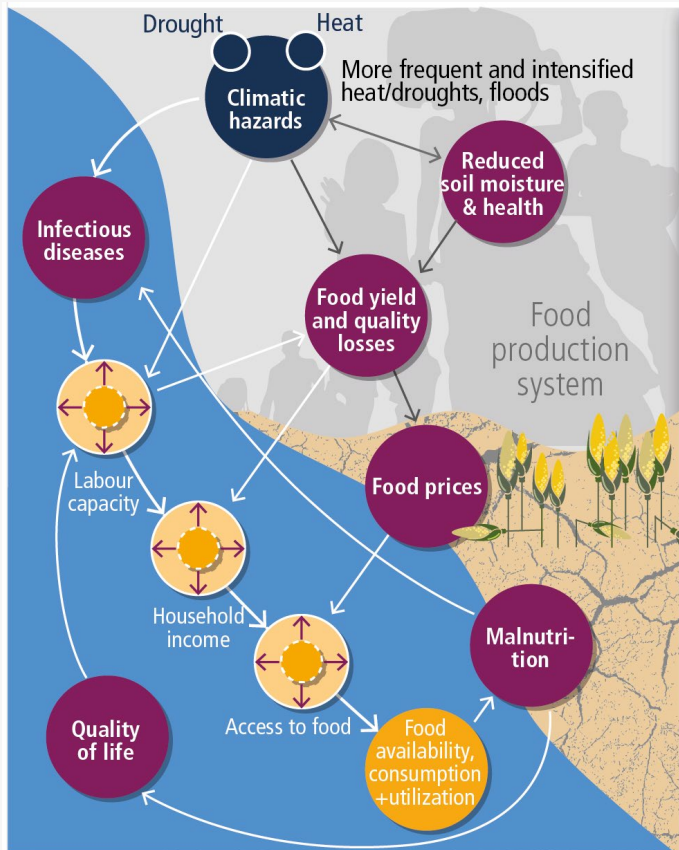 Drought
Heat
Climatic
hazards
More frequent and intensified
heat/droughts, floods
Reduced
soil moisture
& health
Infectious
diseases
Food yield
and quality
losses
Food
production
system
Labour
capacity
Food prices
Household
income
Malnutri-
tion
Access to food
Quality
of life
Food
availability,
consumption
+utilization